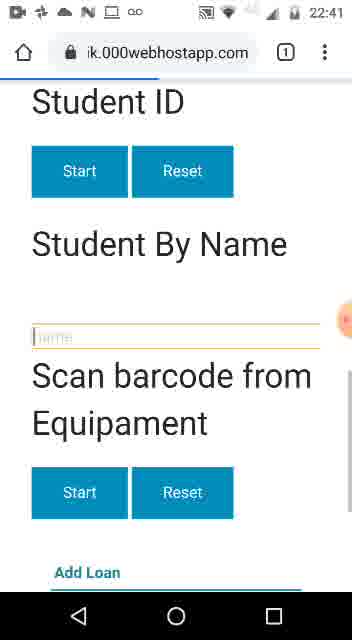 22:41
ik.000webhostapp.com
1
Student ID
Start Reset
Student By Name
name
Scan barcode from
Equipament
Start Reset
Add Loan